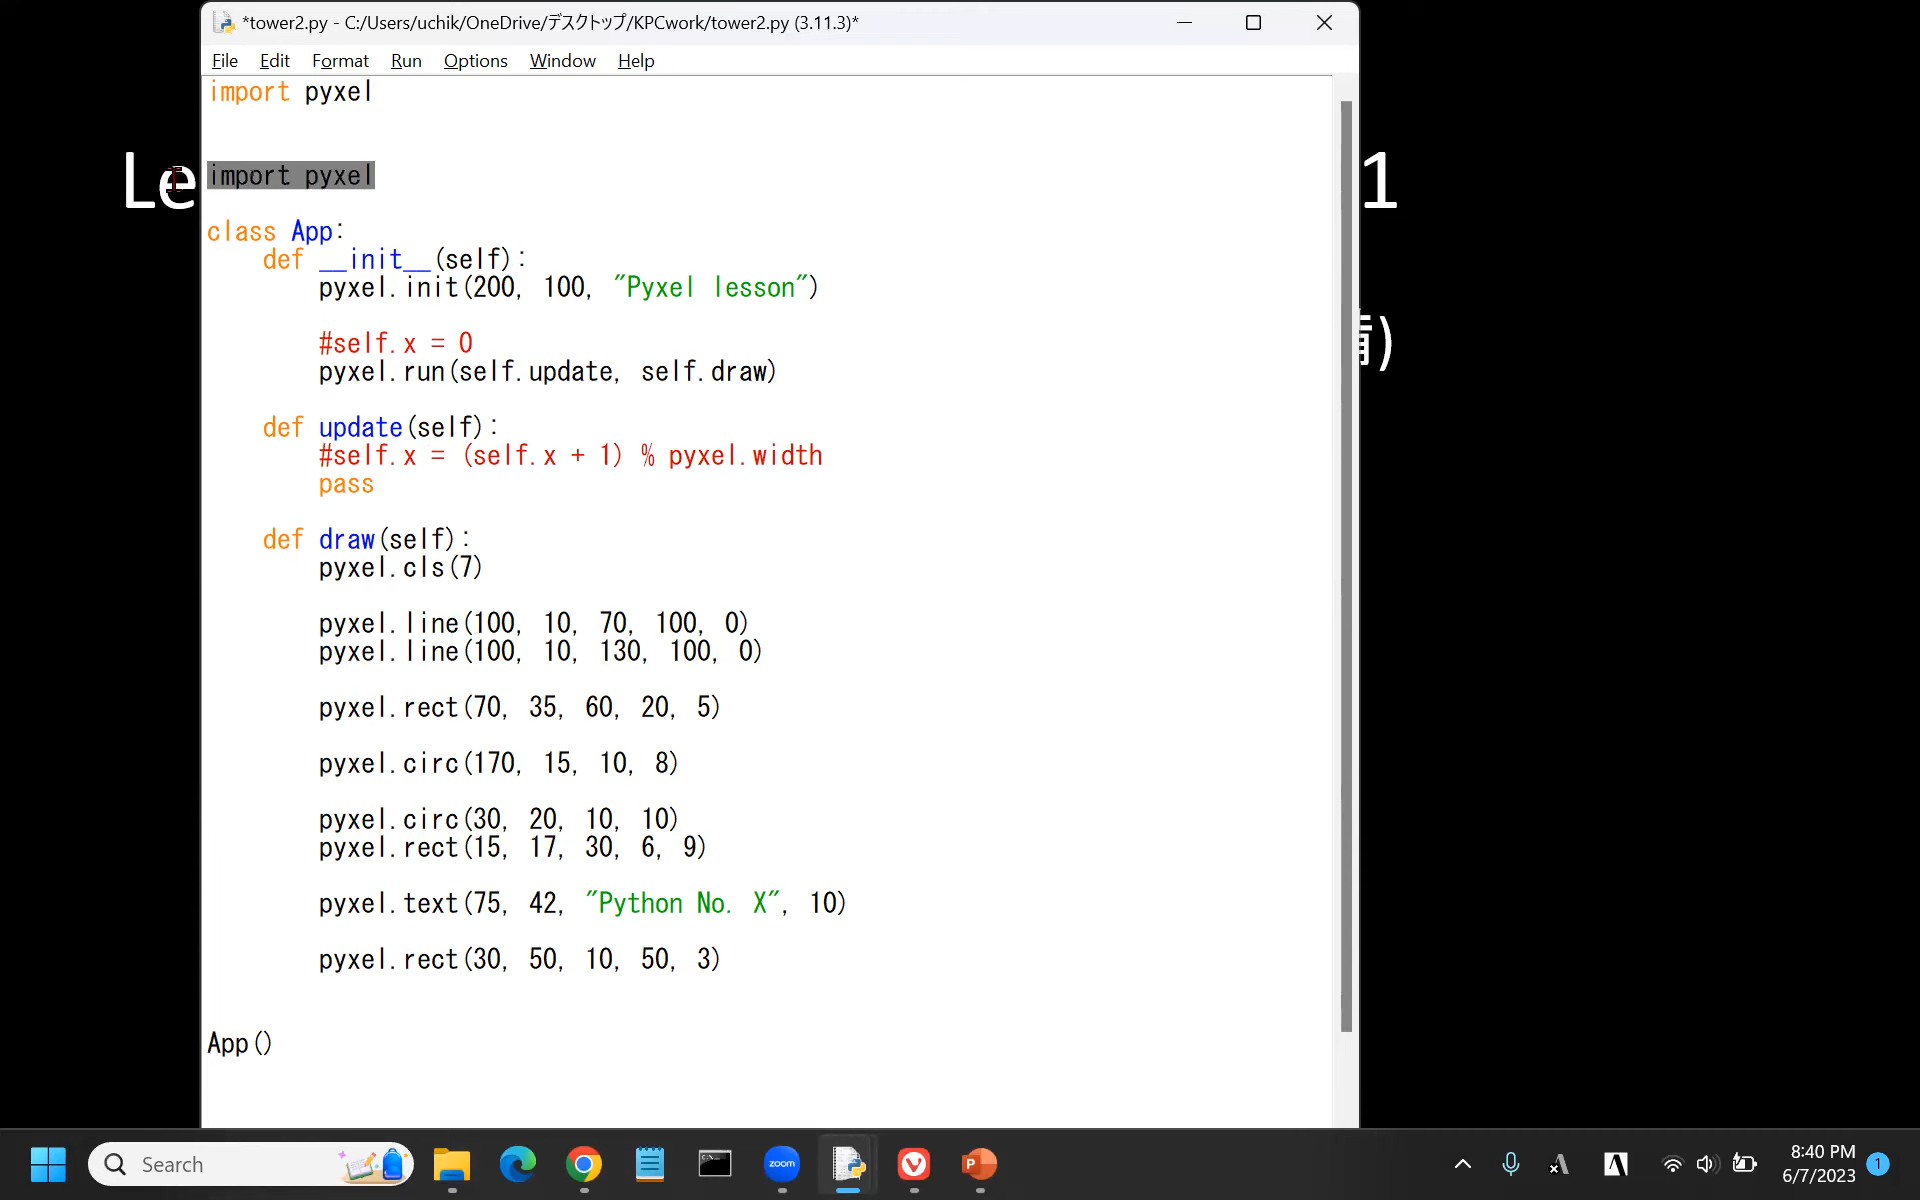 *tower2.py - C:/Users/uchik/OneDrive/デスクトップ/KPCwork/tower2.py (3.11.3)*
File Edit Format Run Options Window Help
import pyxel
import pyxel
class App:
def __init__(self):
pyxel.init(200, 100, "Pyxel lesson")
#self.x = 0
pyxel.run(self.update, self.draw)
def update(self):
#self.x = (self.x + 1) % pyxel.width
pass
def draw(self):
pyxel.cls(7)
pyxel.line(100, 10, 70, 100, 0)
pyxel.line(100, 10, 130, 100, 0)
pyxel.rect(70, 35, 60, 20, 5)
pyxel.circ(170, 15, 10, 8)
pyxel.circ(30, 20, 10, 10)
pyxel.rect(15, 17, 30, 6, 9)
pyxel.text(75, 42, "Python No. X", 10)
pyxel.rect(30, 50, 10, 50, 3)
App()
Le
1
)
Search
zoom
8:40 PM
6/7/2023
1